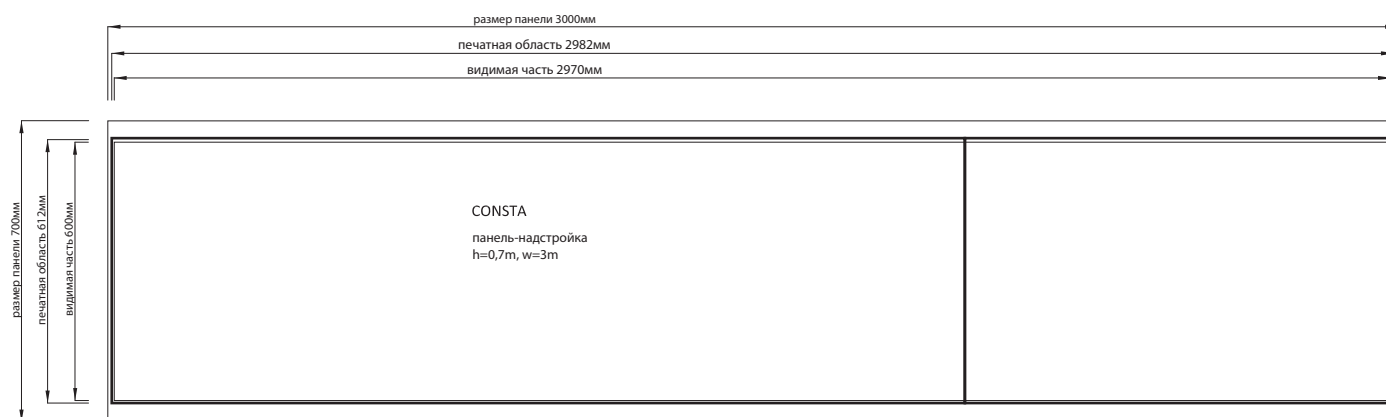 размер панели 3000мм
печатная область 2982мм
видимая часть 2970мм
размер панели 700мм
печатная область 612мм
видимая часть 600мм
CONSTA
панель-надстройка
h=0,7m, w=3m